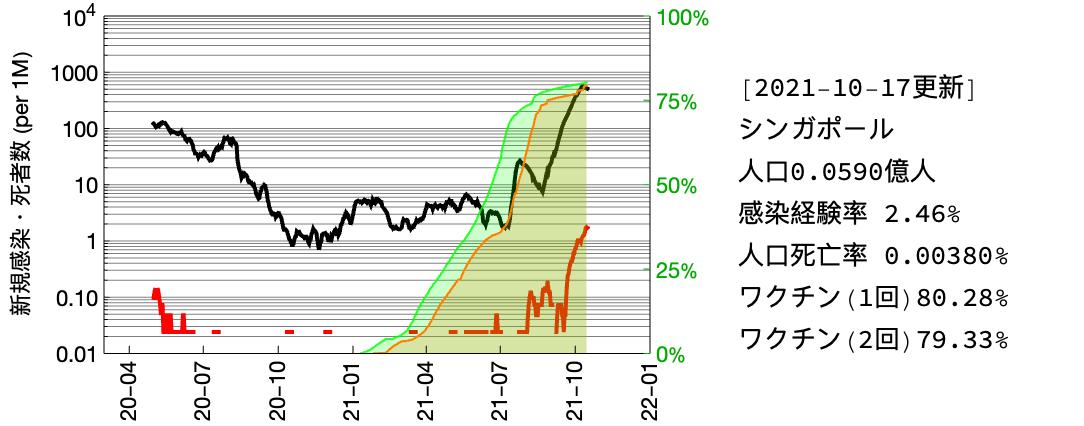 新規感染・死者数 (per 1M)
10^4
1000
100
10
1
0.10
0.01
100%
75%
50%
25%
0%
20-04
20-07
20-10
21-01
21-04
21-07
21-10
22-01
[2021-10-17更新]
シンガポール
人口0.0590億人
感染経験率 2.46%
人口死亡率 0.00380%
ワクチン(1回)80.28%
ワクチン(2回)79.33%